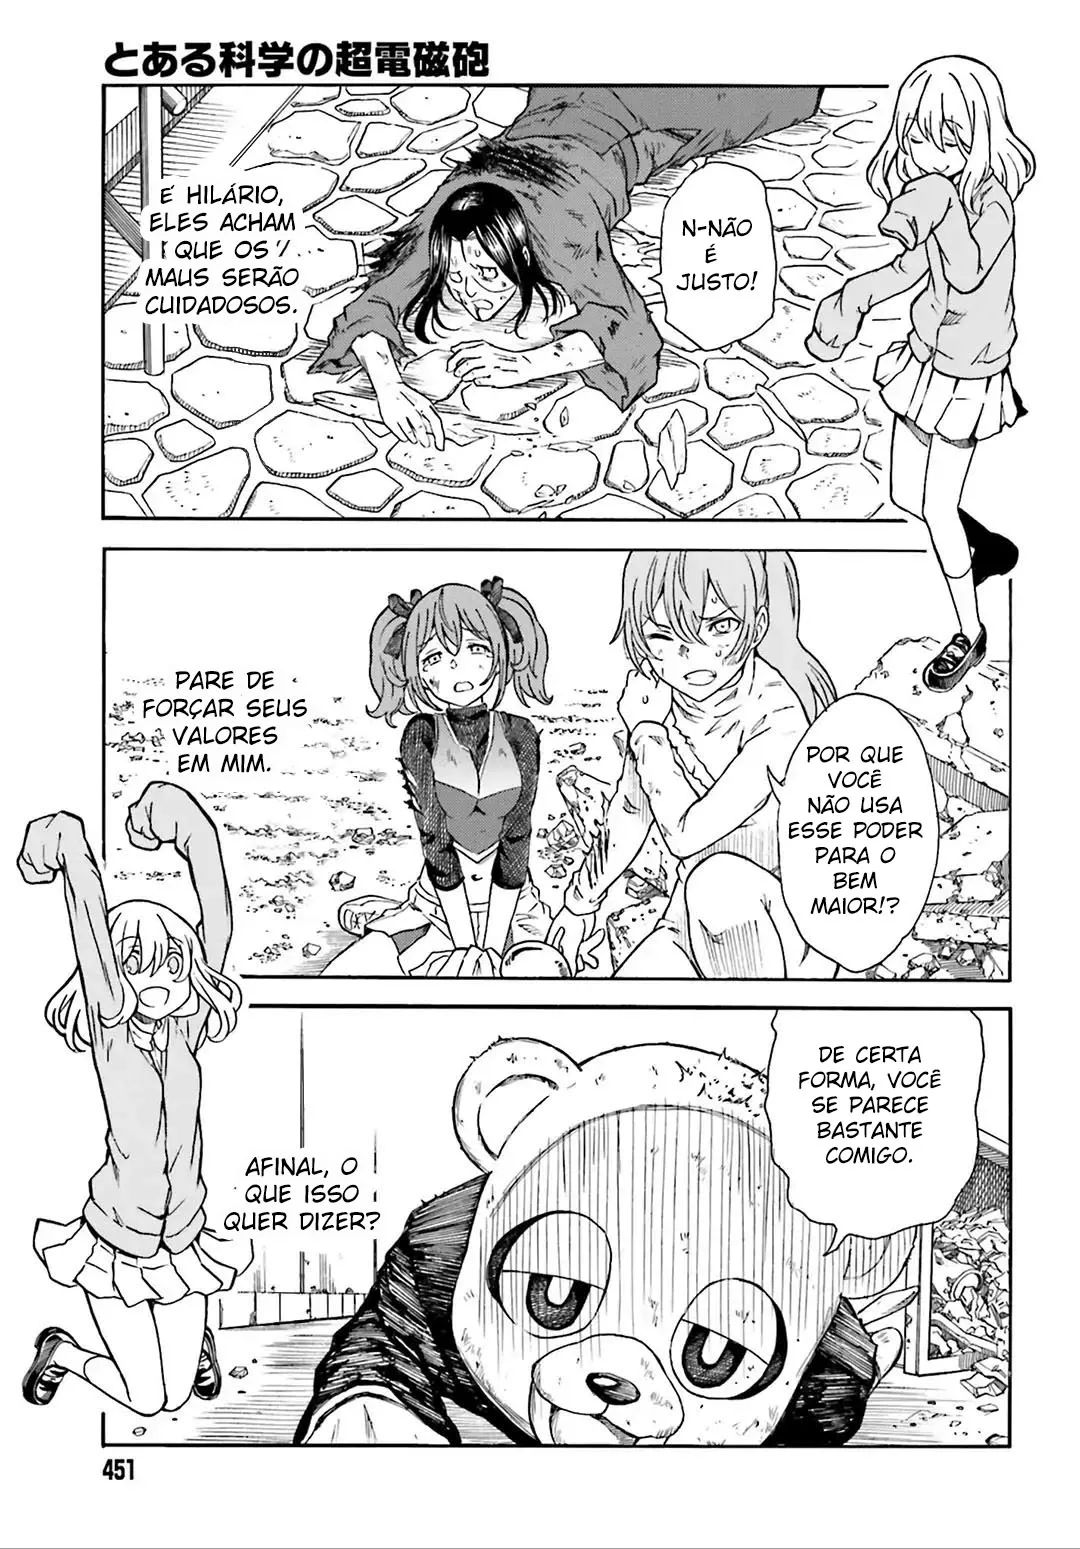 とある科学の超電磁砲
N-NÃO
É
JUSTO!
E HILÁRIO,
ELES ACHAM
QUE OS
MAUS SERÃO
CUIDADOSOS.
POR QUE
VOCÊ
NÃO USA
ESSE PODER
PARA O
BEM
MAIOR!?
PARE DE
FORÇAR SEUS
VALORES
EM MIM.
DE CERTA
FORMA, VOCÊ
SE PARECE
BASTANTE
COMIGO.
AFINAL, O
QUE ISSO
QUER DIZER?
451